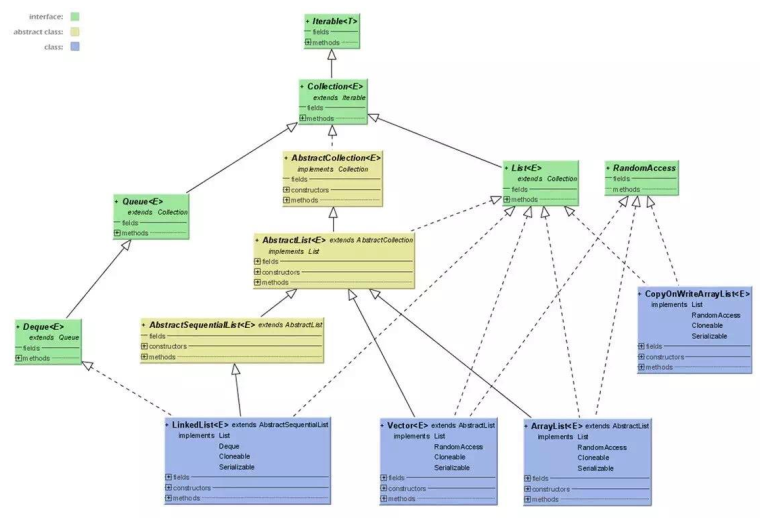 interface:
abstract class:
class:
Iterable<T>
fields
methods
Collection<E>
extends Iterable
fields
methods
AbstractCollection<E>
implements Collection
fields
constructors
methods
List<E>
extends Collection
fields
methods
RandomAccess
fields
methods
Queue<E>
extends Collection
fields
methods
AbstractList<E> extends AbstractCollection
implements List
fields
constructors
methods
CopyOnWriteArrayList<E>
implements List
RandomAccess
Cloneable
Serializable
fields
constructors
methods
Deque<E>
extends Queue
fields
methods
AbstractSequentialList<E> extends AbstractList
fields
constructors
methods
LinkedList<E> extends AbstractSequentialList
implements List
Deque
Cloneable
Serializable
fields
constructors
methods
Vector<E> extends AbstractList
implements List
RandomAccess
Cloneable
Serializable
fields
constructors
methods
ArrayList<E> extends AbstractList
implements List
RandomAccess
Cloneable
Serializable
fields
constructors
methods